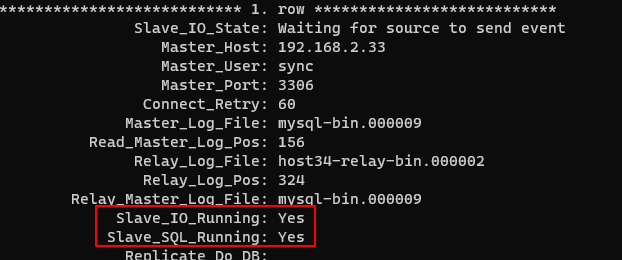 *************************** 1. row ***************************
Slave_IO_State: Waiting for source to send event
Master_Host: 192.168.2.33
Master_User: sync
Master_Port: 3306
Connect_Retry: 60
Master_Log_File: mysql-bin.000009
Read_Master_Log_Pos: 156
Relay_Log_File: host34-relay-bin.000002
Relay_Log_Pos: 324
Relay_Master_Log_File: mysql-bin.000009
Slave_IO_Running: Yes
Slave_SQL_Running: Yes
Replicate_Do_DB: